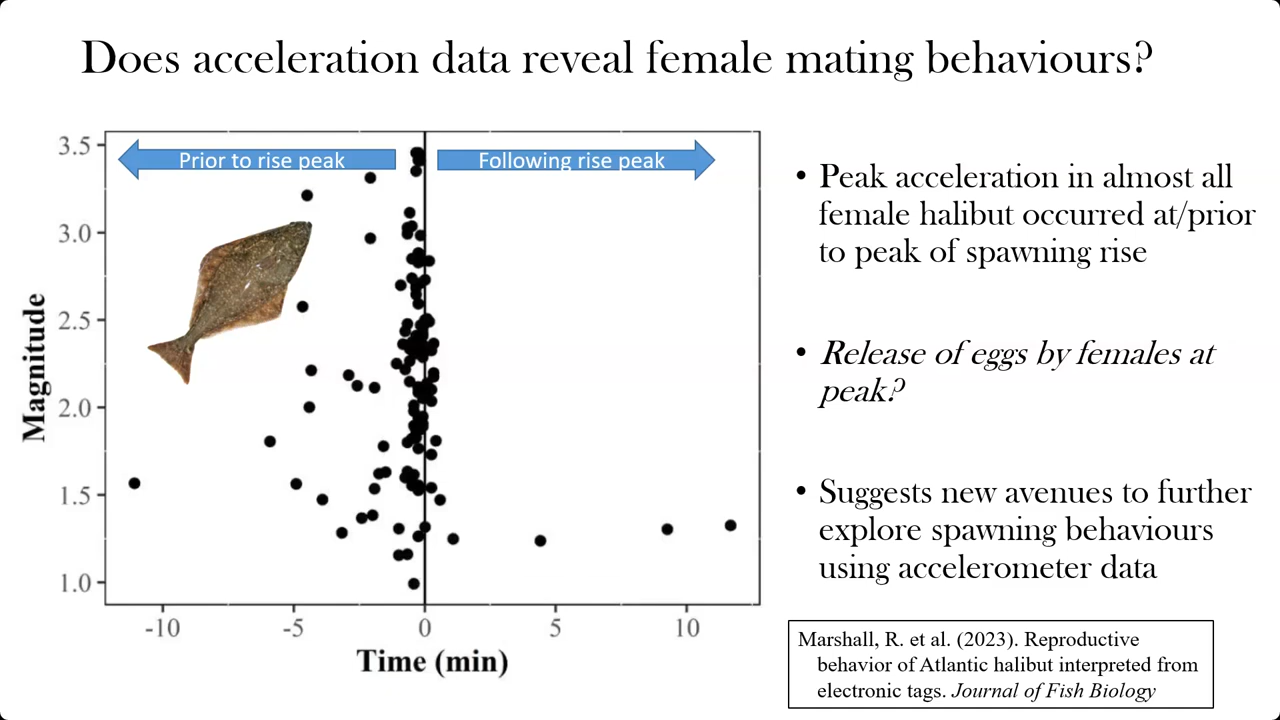 Does acceleration data reveal female mating behaviours?
Prior to rise peak
Following rise peak
3.5
3.0
2.5
2.0
1.5
1.0
Magnitude
-10
-5
0
5
10
Time (min)
• Peak acceleration in almost all
female halibut occurred at/prior
to peak of spawning rise
• Release of eggs by females at
peak?
• Suggests new avenues to further
explore spawning behaviours
using accelerometer data
Marshall, R. et al. (2023). Reproductive
behavior of Atlantic halibut interpreted from
electronic tags. Journal of Fish Biology